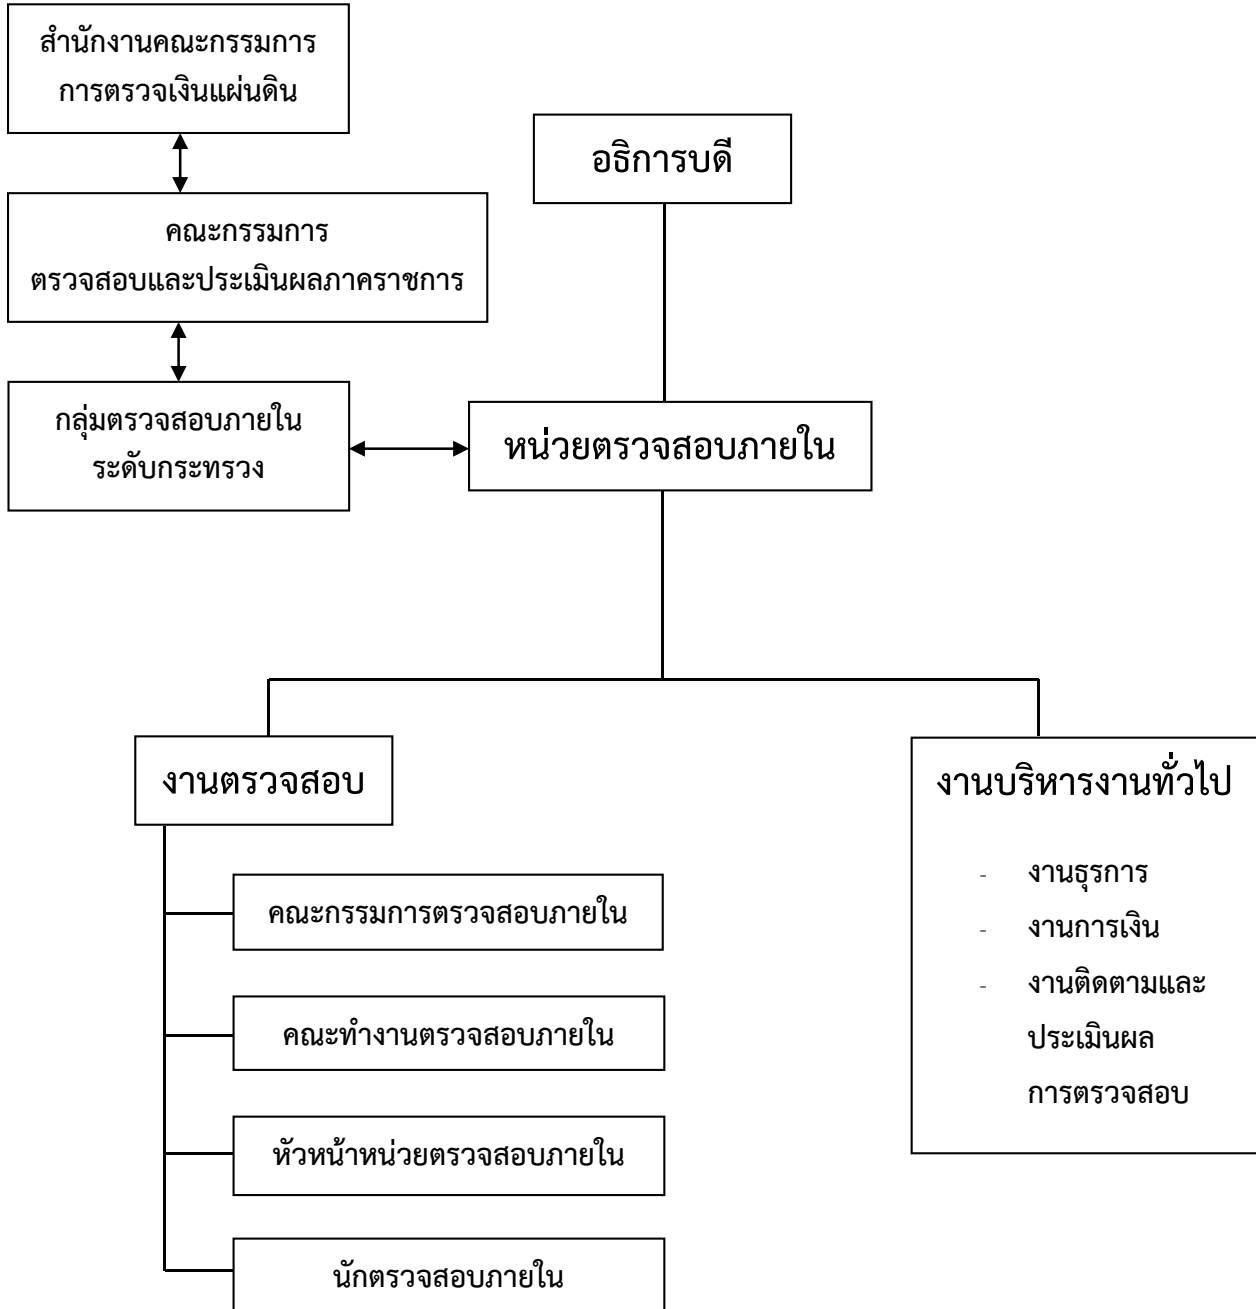 สำนักงานคณะกรรมการ
การตรวจเงินแผ่นดิน
อธิการบดี
คณะกรรมการ
ตรวจสอบและประเมินผลภาคราชการ
กลุ่มตรวจสอบภายใน
ระดับกระทรวง
หน่วยตรวจสอบภายใน
งานตรวจสอบ
คณะกรรมการตรวจสอบภายใน
คณะทำงานตรวจสอบภายใน
หัวหน้าหน่วยตรวจสอบภายใน
นักตรวจสอบภายใน
งานบริหารงานทั่วไป
- งานธุรการ
- งานการเงิน
- งานติดตามและ
ประเมินผล
การตรวจสอบ